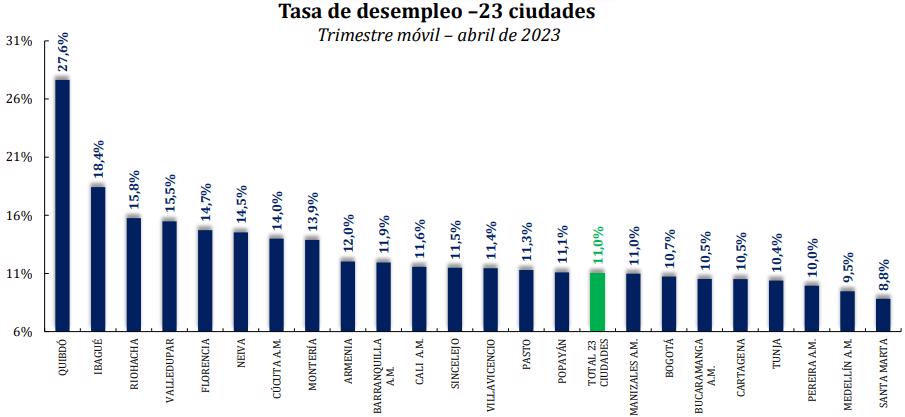 Tasa de desempleo –23 ciudades
Trimestre móvil – abril de 2023
31%
26%
21%
16%
11%
6%
27,6%
18,4%
15,8%
15,5%
14,7%
14,5%
14,0%
13,9%
12,0%
11,9%
11,6%
11,5%
11,4%
11,3%
11,1%
11,0%
11,0%
10,7%
10,5%
10,5%
10,4%
10,0%
9,5%
8,8%
QUIBDÓ
IBAGUÉ
RIOHACHA
VALLEDUPAR
FLORENCIA
NEIVA
CÚCUTA A.M.
MONTERÍA
ARMENIA
BARRANQUILLA
A.M.
CALI A.M.
SINCELEJO
VILLAVICENCIO
PASTO
POPAYÁN
TOTAL 23
CIUDADES
MANIZALES A.M.
BOGOTÁ
BUCARAMANGA
A.M.
CARTAGENA
TUNJA
PEREIRA A.M.
MEDELLÍN A.M.
SANTA MARTA